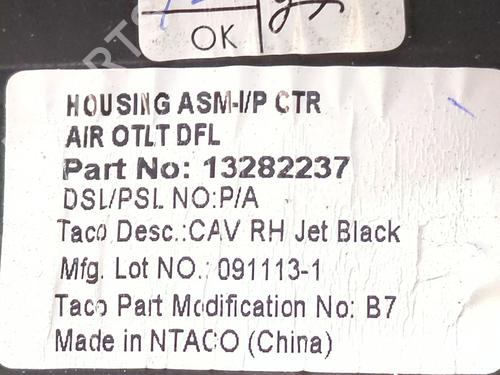 OK
HOUSING ASM-I/P CTR
AIR OTLT DFL
Part No: 13282237
DSL/PSL NO:P/A
Taco Desc.:CAV RH Jet Black
Mfg. Lot NO.: 091113-1
Taco Part Modification No: B7
Made in NTACO (China)